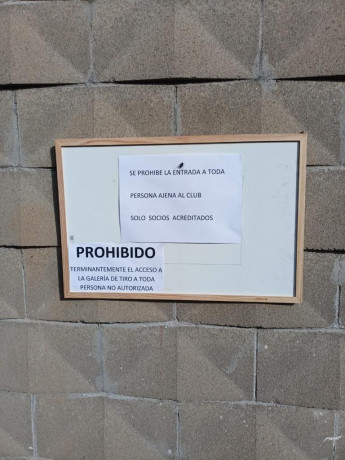 SE PROHIBE LA ENTRADA A TODA
PERSONA AJENA AL CLUB
SOLO SOCIOS ACREDITADOS
PROHIBIDO
TERMINANTEMENTE EL ACCESO A
LA GALERÍA DE TIRO A TODA
PERSONA NO AUTORIZADA